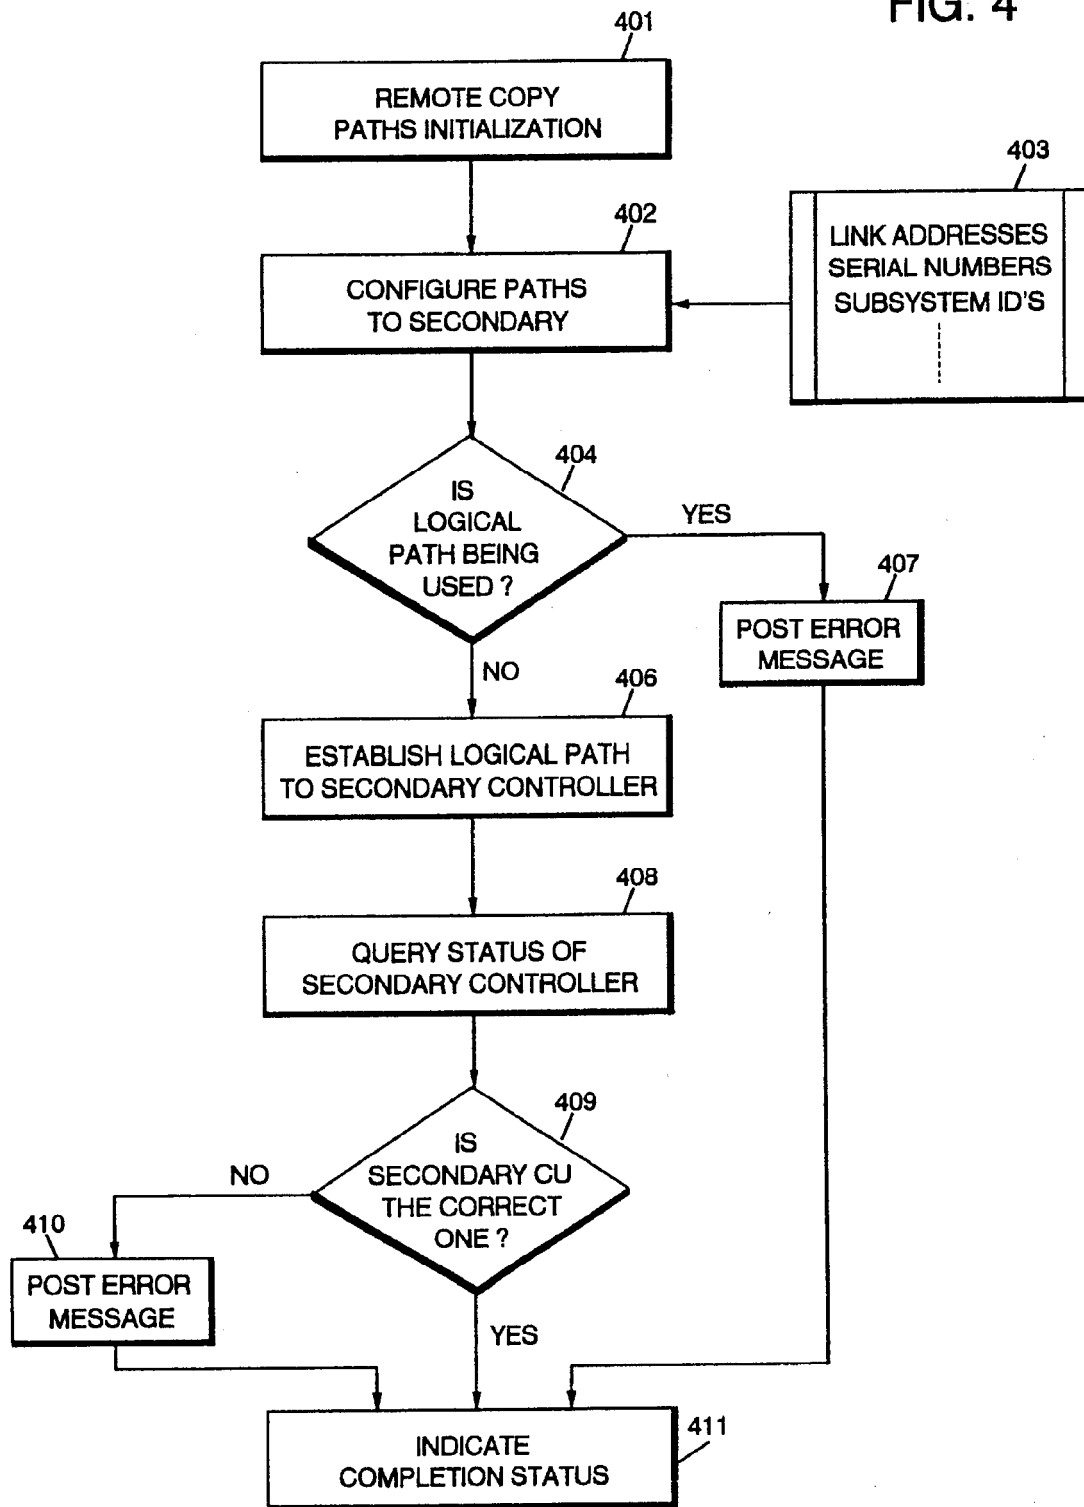 FIG. 4
401
REMOTE COPY
PATHS INITIALIZATION
402
CONFIGURE PATHS
TO SECONDARY
403
LINK ADDRESSES
SERIAL NUMBERS
SUBSYSTEM ID'S
404
IS
LOGICAL
PATH BEING
USED ?
YES
407
POST ERROR
MESSAGE
NO
406
ESTABLISH LOGICAL PATH
TO SECONDARY CONTROLLER
408
QUERY STATUS OF
SECONDARY CONTROLLER
409
IS
SECONDARY CU
THE CORRECT
ONE ?
NO
410
POST ERROR
MESSAGE
YES
INDICATE
COMPLETION STATUS
411